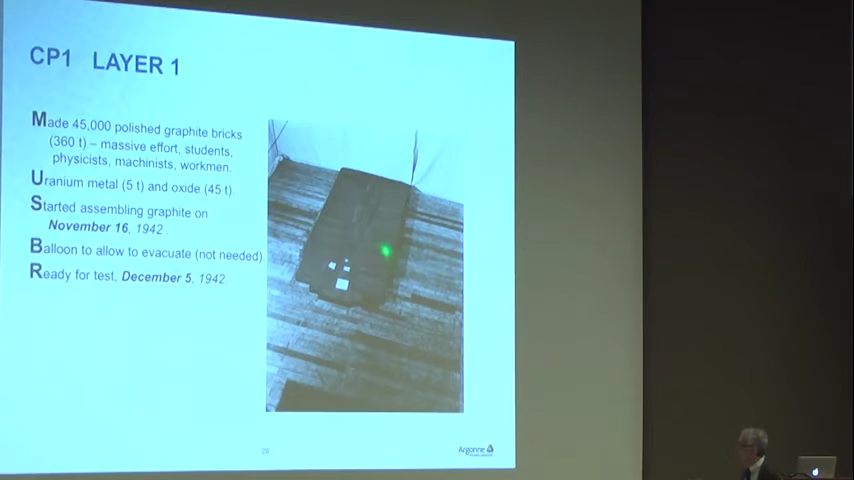 CP1 LAYER 1
Made 45,000 polished graphite bricks
(360 t) – massive effort, students,
physicists, machinists, workmen.
Uranium metal (5 t) and oxide (45 t).
Started assembling graphite on
November 16, 1942.
Balloon to allow to evacuate (not needed)
Ready for test, December 5, 1942.
28
Argonne